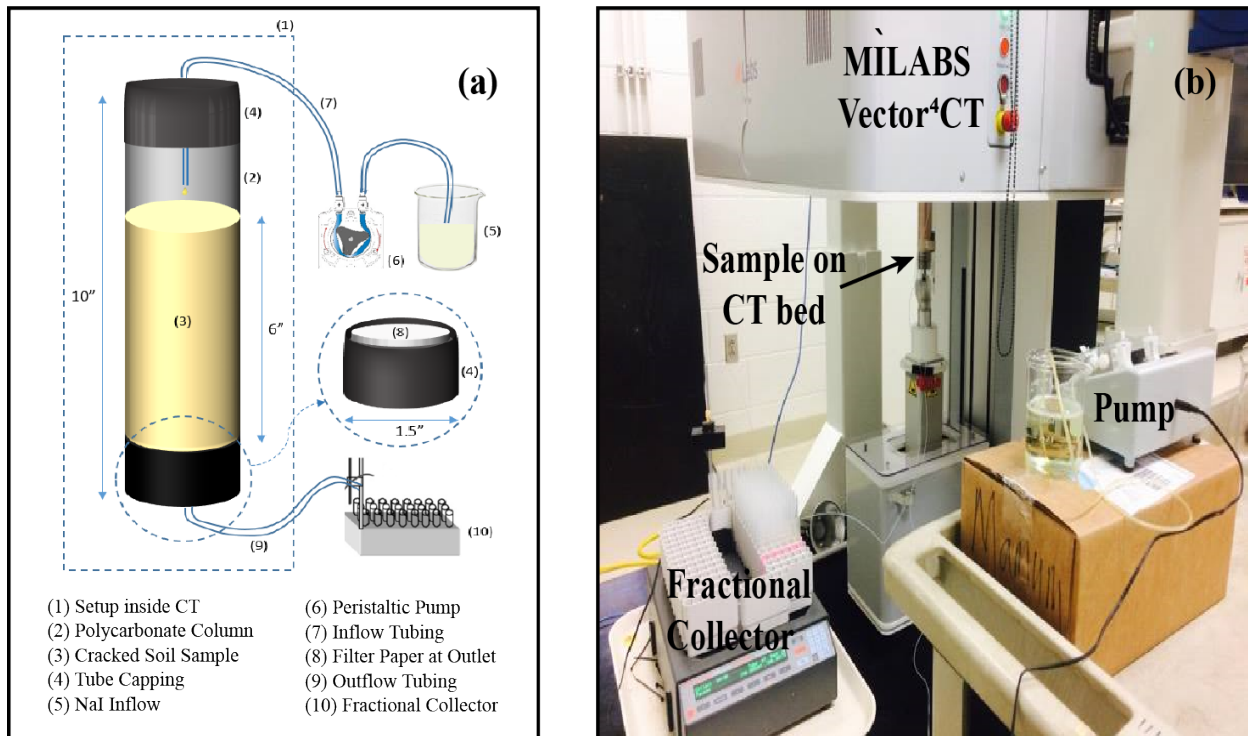 (1)
(a)
(4)
(7)
(2)
10”
(5)
(6)
(3)
6”
(8)
(4)
1.5”
(10)
(9)
(1) Setup inside CT
(2) Polycarbonate Column
(3) Cracked Soil Sample
(4) Tube Capping
(5) NaI Inflow
(6) Peristaltic Pump
(7) Inflow Tubing
(8) Filter Paper at Outlet
(9) Outflow Tubing
(10) Fractional Collector
MÌLABS
Vector⁴CT
(b)
Labs
Sample on
CT bed
Pump
Fractional
Collector